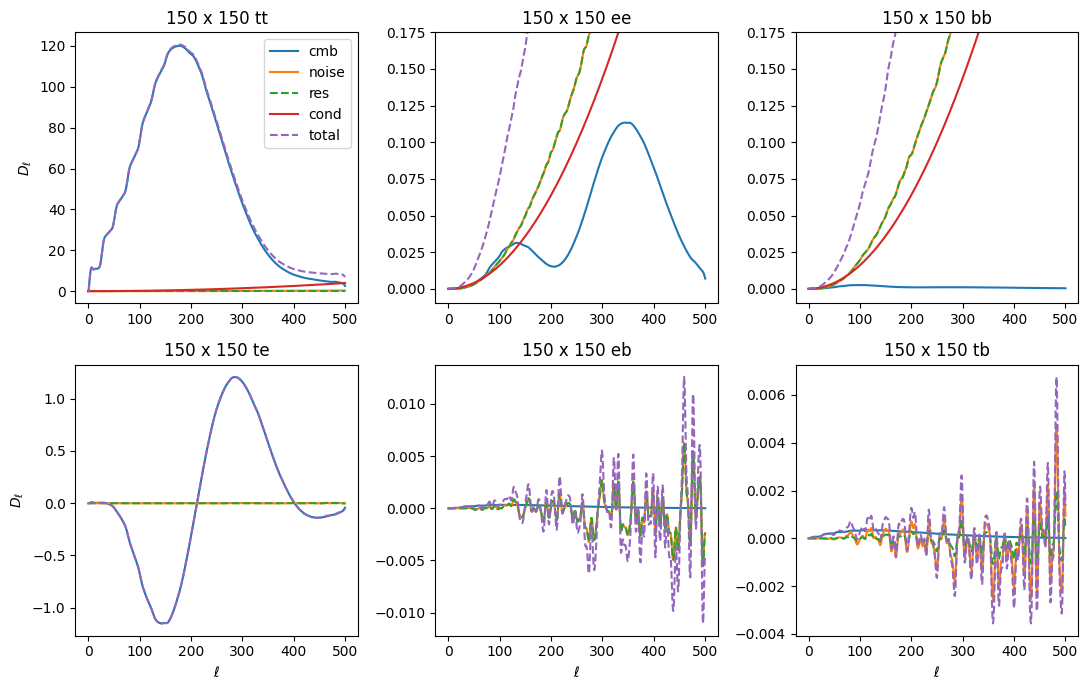 150 x 150 tt
120
100
80
60
40
20
0
0 100 200 300 400 500
Dℓ
cmb
noise
res
cond
total
150 x 150 ee
0.175
0.150
0.125
0.100
0.075
0.050
0.025
0.000
0 100 200 300 400 500
150 x 150 bb
0.175
0.150
0.125
0.100
0.075
0.050
0.025
0.000
0 100 200 300 400 500
150 x 150 te
1.0
0.5
0.0
−0.5
−1.0
0 100 200 300 400 500
Dℓ
ℓ
150 x 150 eb
0.010
0.005
0.000
−0.005
−0.010
0 100 200 300 400 500
ℓ
150 x 150 tb
0.006
0.004
0.002
0.000
−0.002
−0.004
0 100 200 300 400 500
ℓ